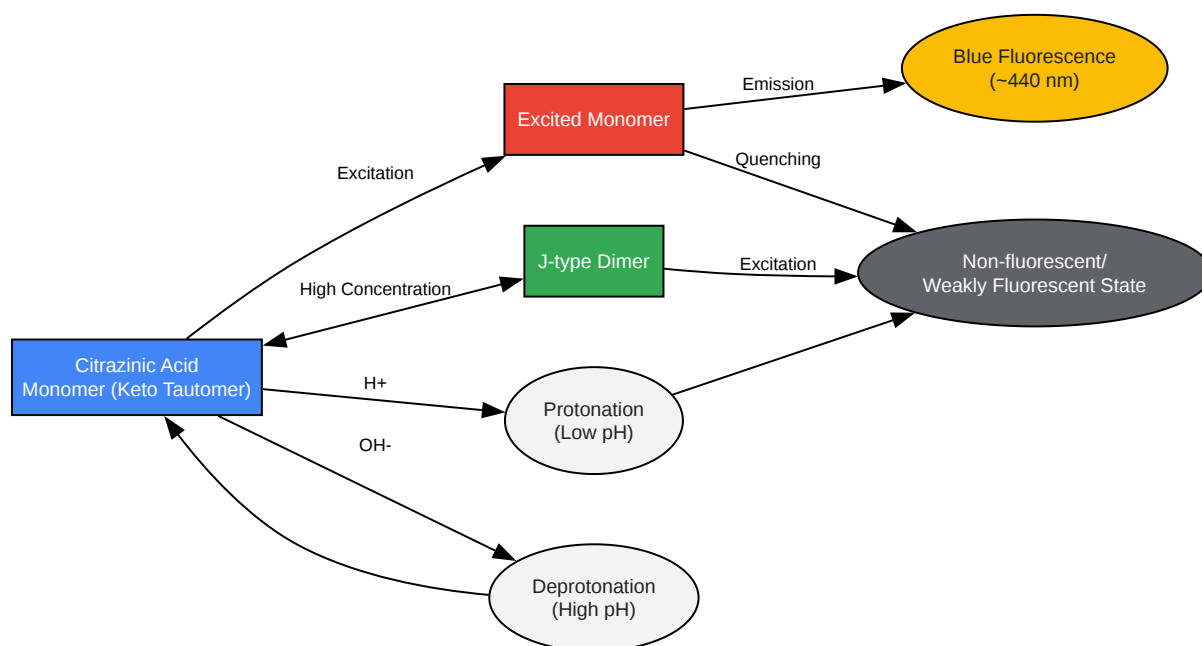 Blue Fluorescence
(~440 nm)
Emission
Excited Monomer
Quenching
Excitation
J-type Dimer
Excitation
Non-fluorescent/
Weakly Fluorescent State
High Concentration
Citrazinic Acid
Monomer (Keto Tautomer)
H+
Protonation
(Low pH)
OH-
Deprotonation
(High pH)